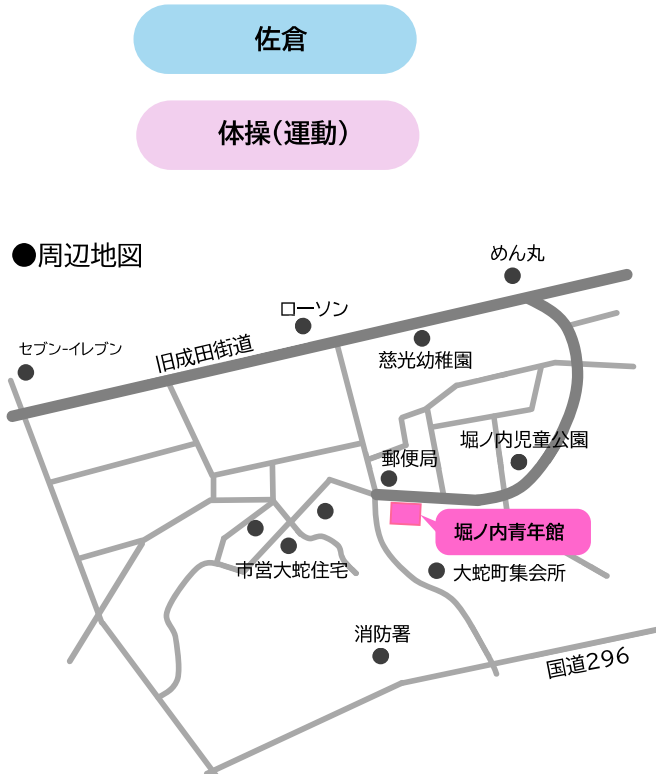 佐倉
体操(運動)
●周辺地図
めん丸
ローソン
セブン-イレブン
旧成田街道
慈光幼稚園
堀ノ内児童公園
郵便局
堀ノ内青年館
市営大蛇住宅
大蛇町集会所
消防署
国道296